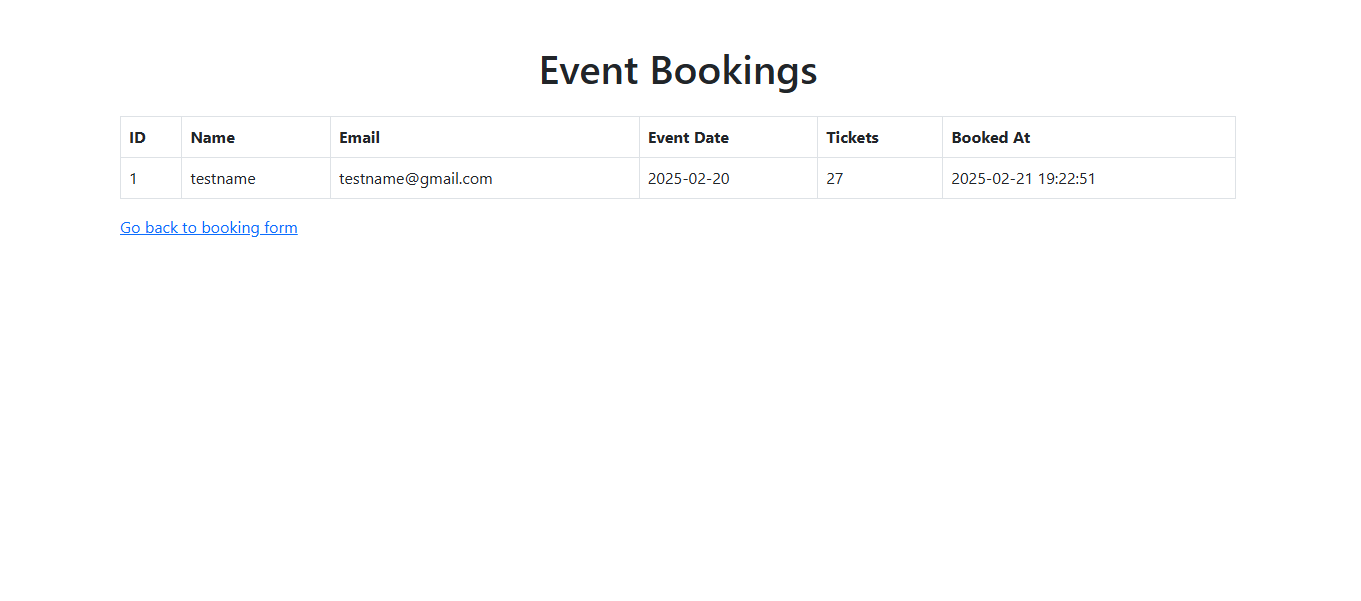 Event Bookings
ID Name Email Event Date Tickets Booked At
1 testname testname@gmail.com 2025-02-20 27 2025-02-21 19:22:51
Go back to booking form